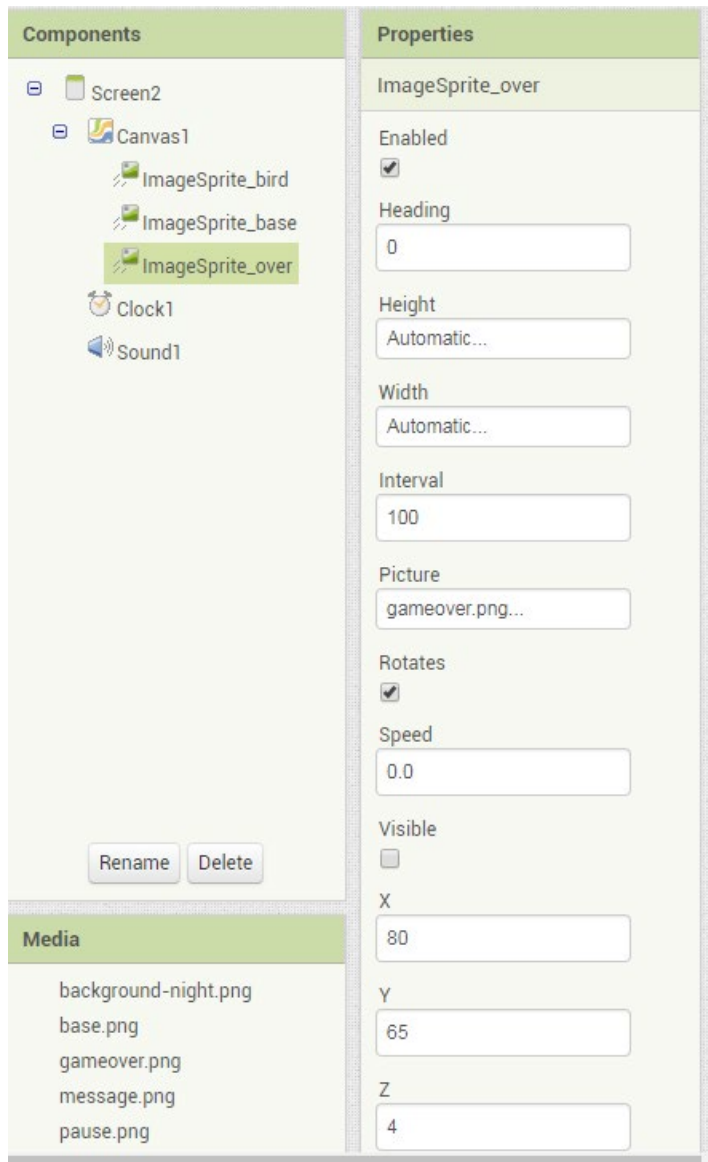 Components
Screen2
Canvas1
ImageSprite_bird
ImageSprite_base
ImageSprite_over
Clock1
Sound1
Rename Delete
Media
background-night.png
base.png
gameover.png
message.png
pause.png
Properties
ImageSprite_over
Enabled
Heading
0
Height
Automatic...
Width
Automatic...
Interval
100
Picture
gameover.png...
Rotates
Speed
0.0
Visible
X
80
Y
65
Z
4